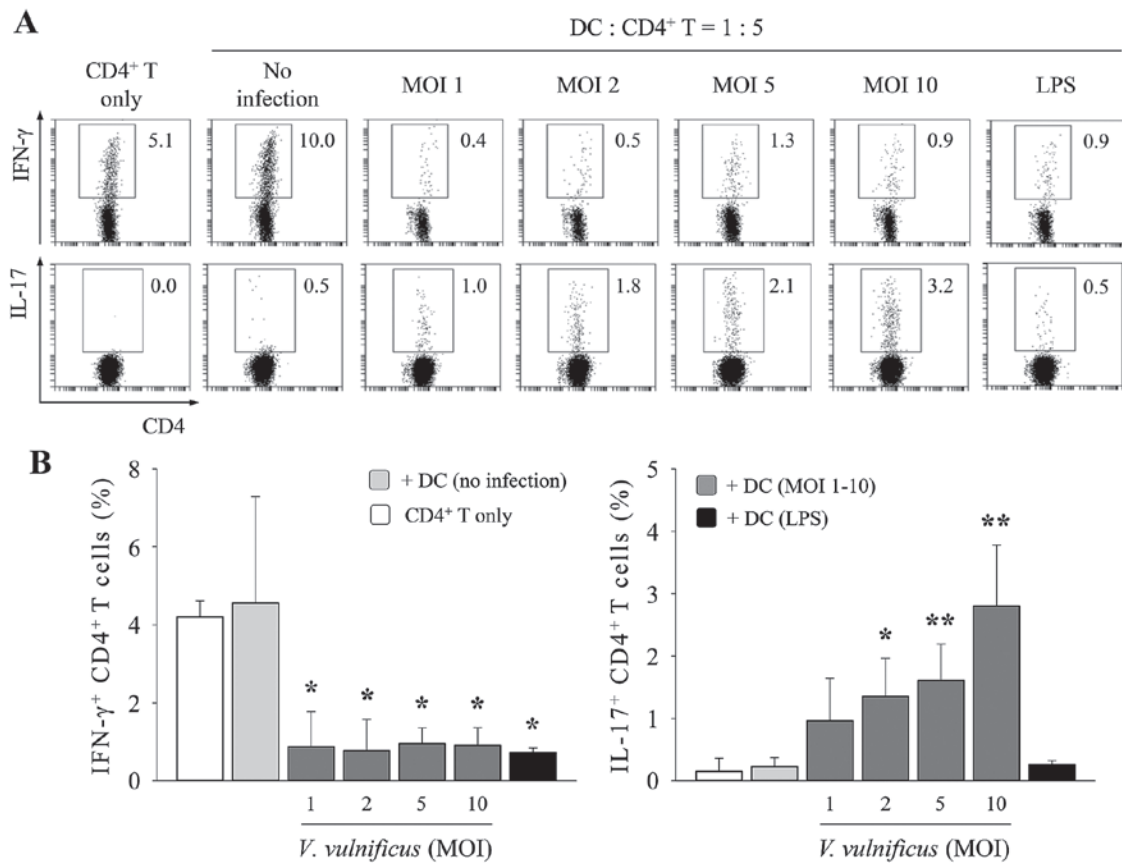 A
DC : CD4⁺ T = 1 : 5
CD4⁺ T only
No infection
MOI 1
MOI 2
MOI 5
MOI 10
LPS
IFN-γ
5.1
10.0
0.4
0.5
1.3
0.9
0.9
IL-17
0.0
0.5
1.0
1.8
2.1
3.2
0.5
CD4
B
IFN-γ⁺ CD4⁺ T cells (%)
8
6
4
2
0
+ DC (no infection)
CD4⁺ T only
* * * * *
1 2 5 10
V. vulnificus (MOI)
IL-17⁺ CD4⁺ T cells (%)
5
4
3
2
1
0
+ DC (MOI 1-10)
+ DC (LPS)
* ** **
1 2 5 10
V. vulnificus (MOI)